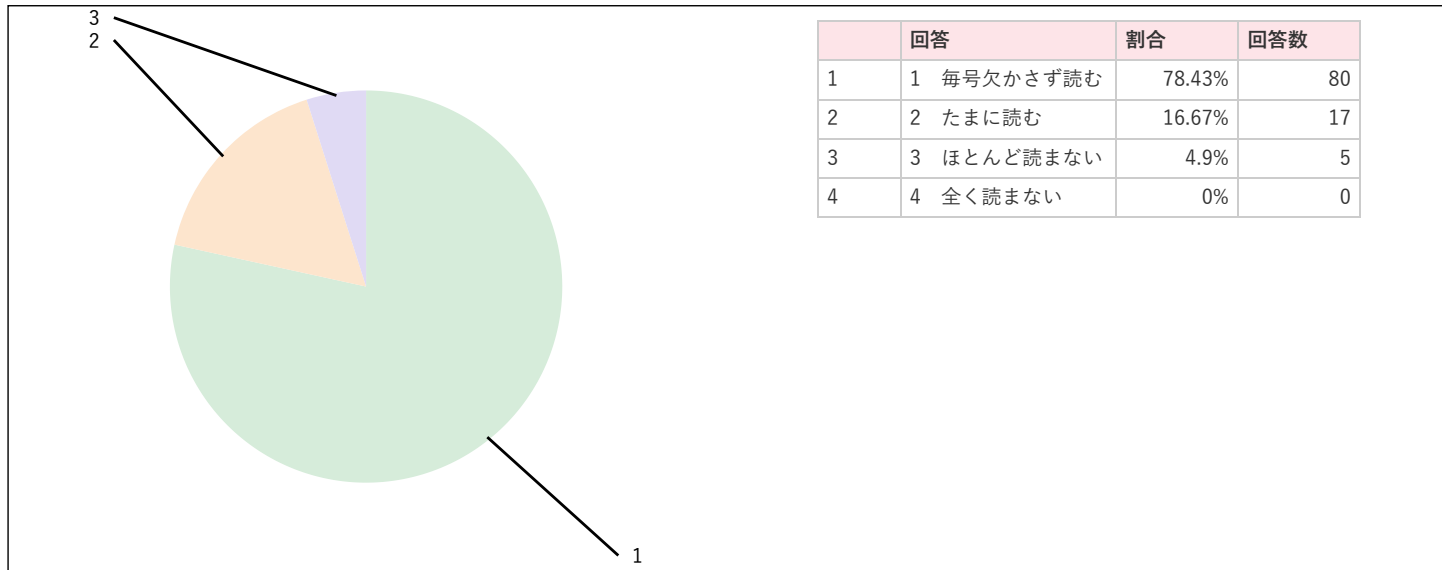 3
2
1
回答 割合 回答数
1 1 毎号欠かさず読む 78.43% 80
2 2 たまに読む 16.67% 17
3 3 ほとんど読まない 4.9% 5
4 4 全く読まない 0% 0